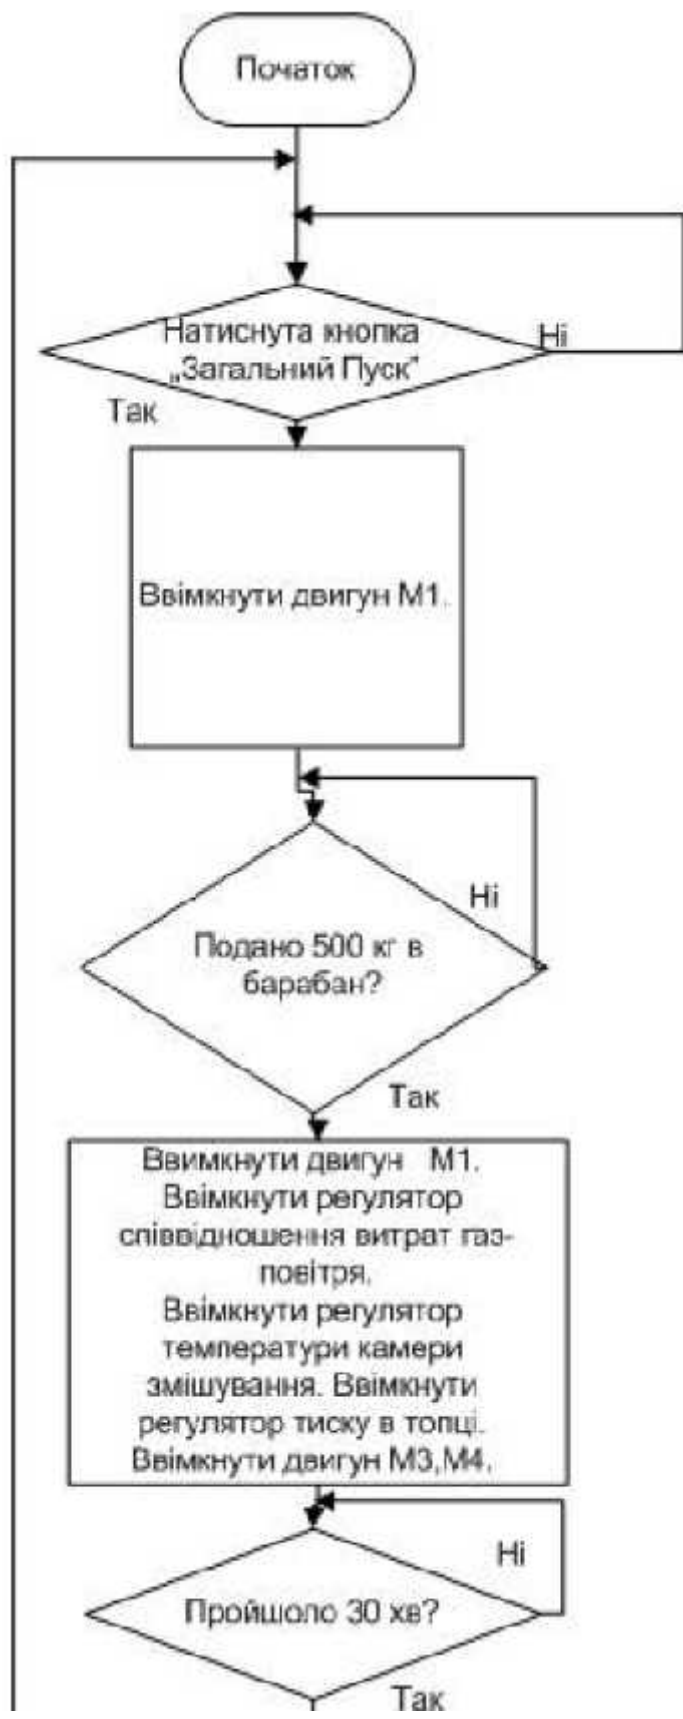 Початок
Натиснута кнопка
„Загальний Пуск"
Ні
Так
Ввімкнути двигун М1.
Ні
Подано 500 кг в
барабан?
Так
Ввимкнути двигун М1.
Ввімкнути регулятор
співвідношення витрат газ-
повітря.
Ввімкнути регулятор
температури камери
змішування. Ввімкнути
регулятор тиску в топці.
Ввімкнути двигун М3,М4.
Ні
Пройшоло 30 хв?
Так